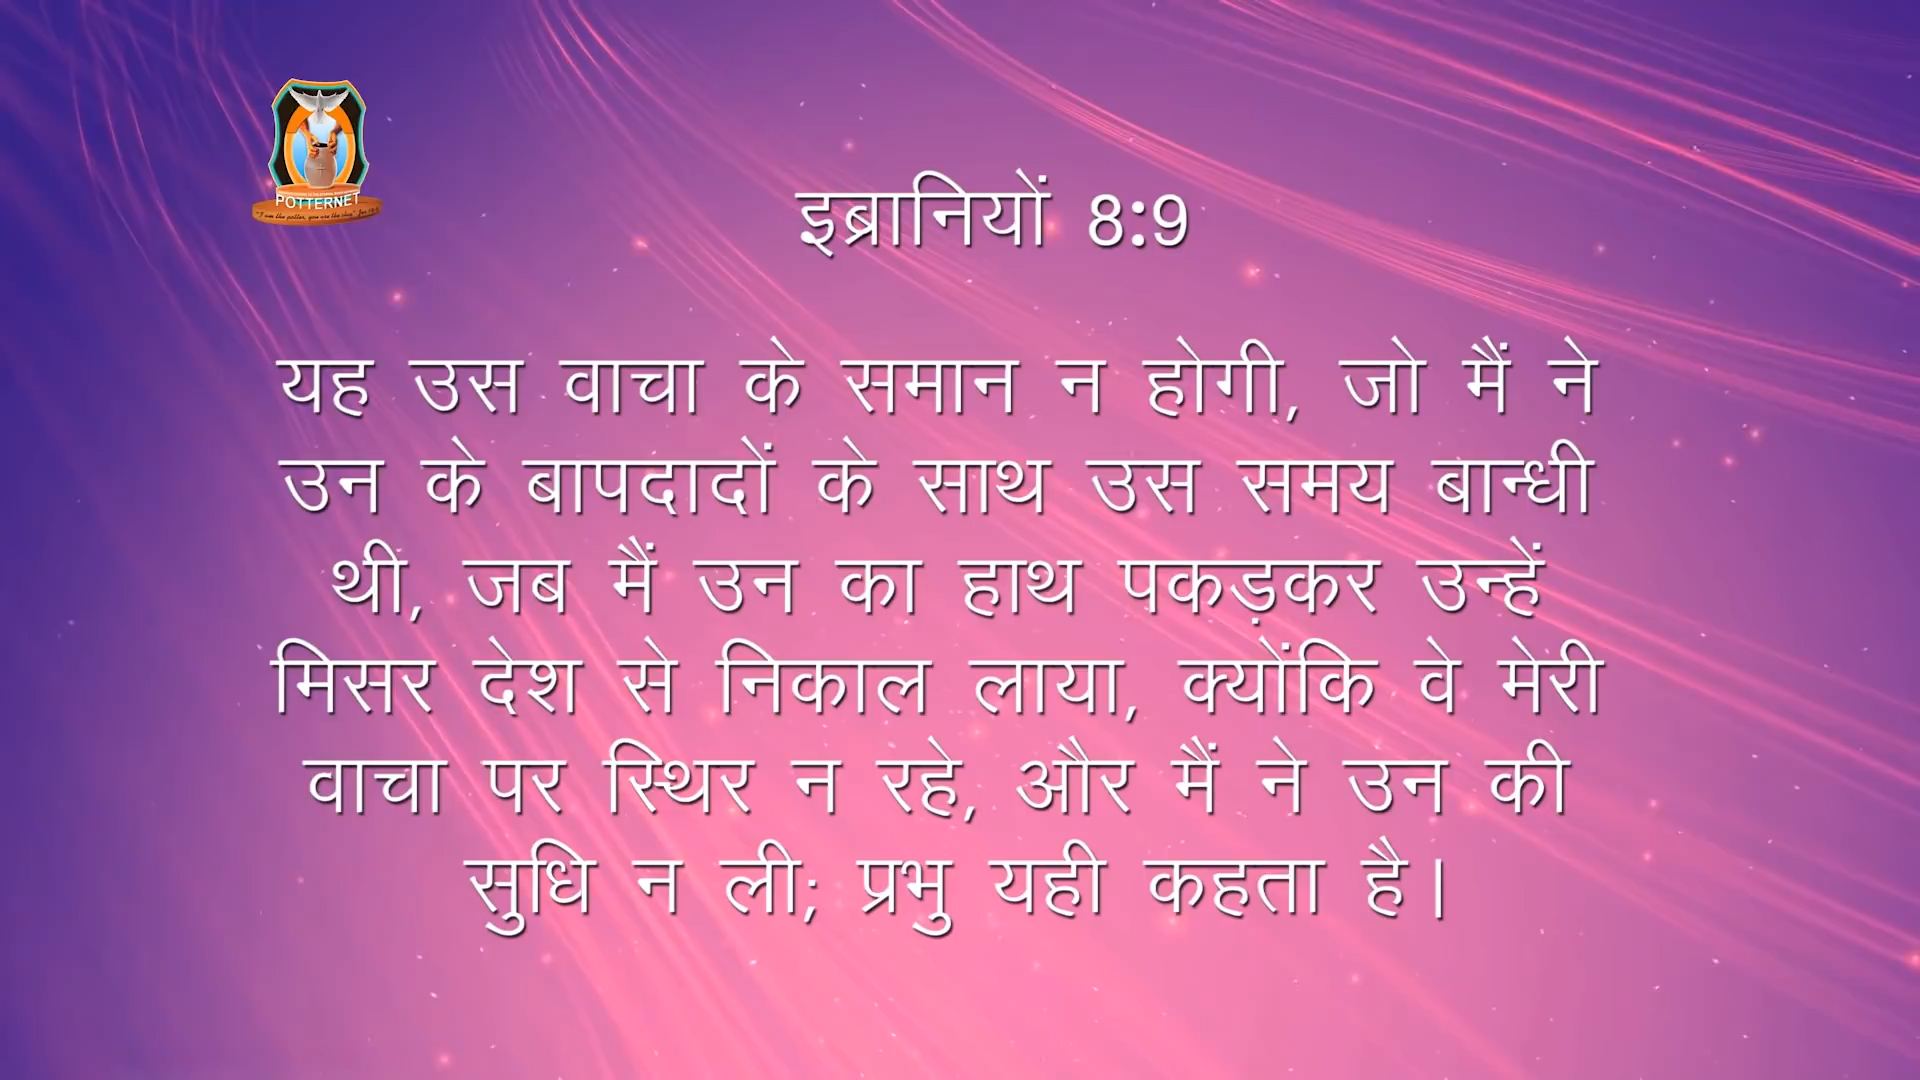 POTTERNET
इब्रानियों 8:9
यह उस वाचा के समान न होगी, जो मैं ने
उन के बापदादों के साथ उस समय बान्धी
थी, जब मैं उन का हाथ पकड़कर उन्हें
मिसर देश से निकाल लाया, क्योंकि वे मेरी
वाचा पर स्थिर न रहे, और मैं ने उन की
सुधि न ली; प्रभु यही कहता है।